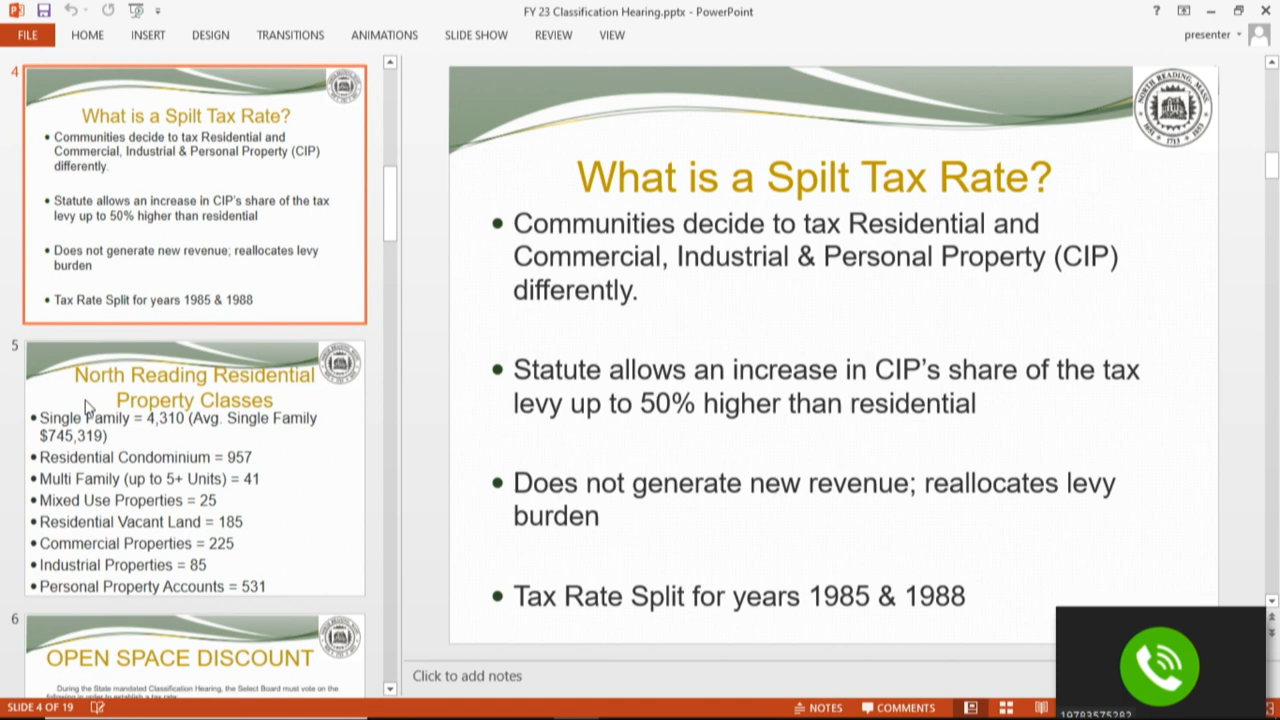 FY 23 Classification Hearing.pptx - PowerPoint
FILE HOME INSERT DESIGN TRANSITIONS ANIMATIONS SLIDE SHOW REVIEW VIEW
presenter
4
What is a Spilt Tax Rate?
• Communities decide to tax Residential and
Commercial, Industrial & Personal Property (CIP)
differently.
• Statute allows an increase in CIP's share of the tax
levy up to 50% higher than residential
• Does not generate new revenue; reallocates levy
burden
• Tax Rate Split for years 1985 & 1988
5
North Reading Residential
Property Classes
• Single Family = 4,310 (Avg. Single Family
$745,319)
• Residential Condominium = 957
• Multi Family (up to 5+ Units) = 41
• Mixed Use Properties = 25
• Residential Vacant Land = 185
• Commercial Properties = 225
• Industrial Properties = 85
• Personal Property Accounts = 531
6
OPEN SPACE DISCOUNT
During the State mandated Classification Hearing, the Select Board must vote on the
following in order to establish a tax rate:
NORTH READING, MASS.
What is a Spilt Tax Rate?
• Communities decide to tax Residential and
Commercial, Industrial & Personal Property (CIP)
differently.
• Statute allows an increase in CIP's share of the tax
levy up to 50% higher than residential
• Does not generate new revenue; reallocates levy
burden
• Tax Rate Split for years 1985 & 1988
Click to add notes
SLIDE 4 OF 19
NOTES COMMENTS
19783575282